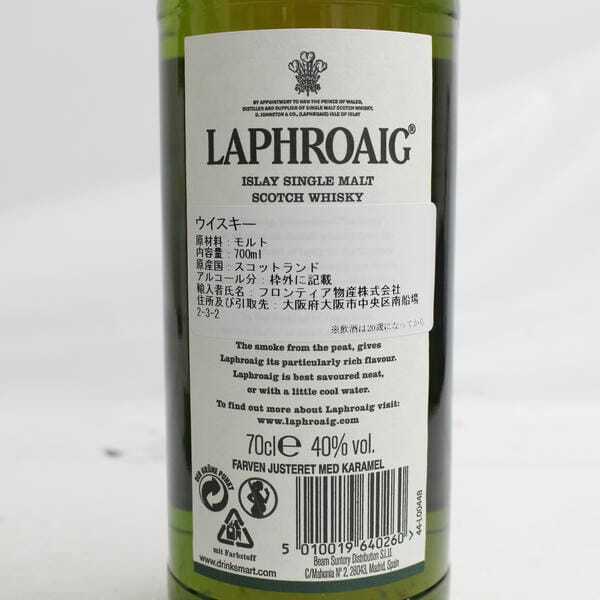 BY APPOINTMENT TO HRH THE PRINCE OF WALES,
DISTILLER AND SUPPLIER OF SINGLE MALT SCOTCH WHISKY,
D. JOHNSTON & CO., (LAPHROAIG) ISLE OF ISLAY
LAPHROAIG®
ISLAY SINGLE MALT
SCOTCH WHISKY
ウイスキー
原材料：モルト
内容量：700ml
原産国：スコットランド
アルコール分：枠外に記載
輸入者氏名：フロンティア物産株式会社
住所及び引取先：大阪府大阪市中央区南船場
2-3-2
※飲酒は20歳になってから
The smoke from the peat, gives
Laphroaig its particularly rich flavour.
Laphroaig is best savoured neat,
or with a little cool water.
To find out more about Laphroaig visit:
www.laphroaig.com
70cl e 40% vol.
FARVEN JUSTERET MED KARAMEL
DER GRÜNE PUNKT
mit Farbstoff
www.drinksmart.com
44-L00448
5 010019 640260 >
Beam Suntory Distribution S.L.U.
C/Mahonia Nº 2, 28043, Madrid, Spain